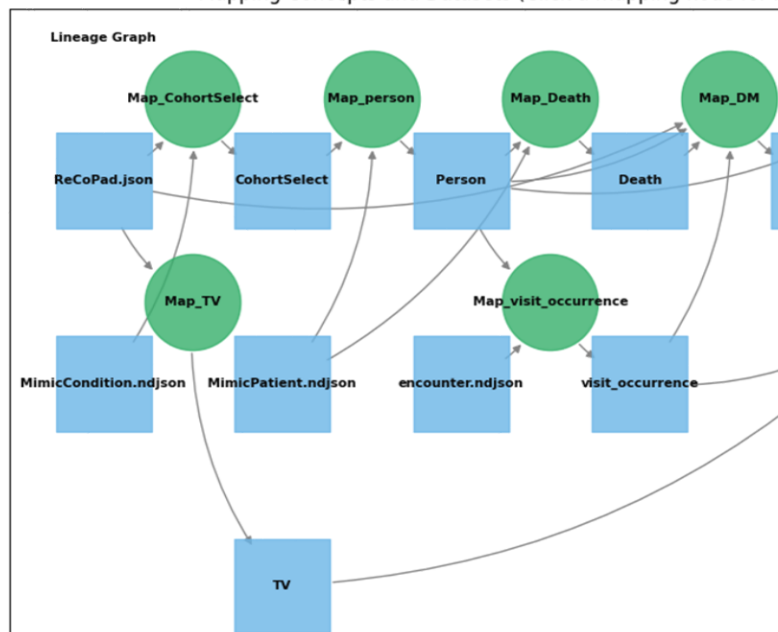 Lineage Graph
Map_CohortSelect
Map_person
Map_Death
Map_DM
ReCoPad.json
CohortSelect
Person
Death
Map_TV
Map_visit_occurrence
MimicCondition.ndjson
MimicPatient.ndjson
encounter.ndjson
visit_occurrence
TV